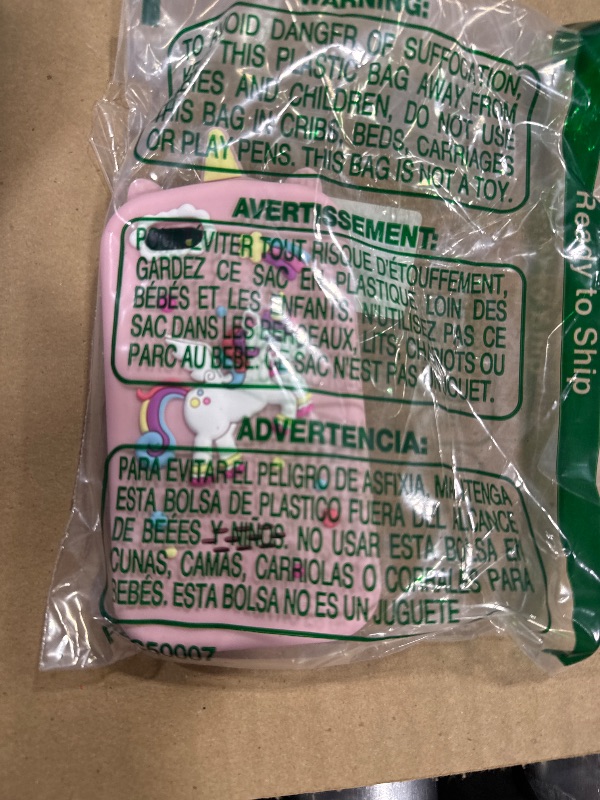 WARNING:
TO AVOID DANGER OF SUFFOCATION,
THIS PLASTIC BAG AWAY FROM
AND CHILDREN, DO NOT USE
THIS BAG IN CRIBS, BEDS, CARRIAGES
OR PLAY PENS. THIS BAG IS NOT A TOY.
AVERTISSEMENT:
ÉVITER TOUT RISQUE D'ÉTOUFFEMENT,
GARDEZ CE SAC EN PLASTIQUE LOIN DES
BÉBÉS ET LES ENFANTS. N'UTILISEZ PAS CE
SAC DANS LES BERCEAUX, LITS, CHARIOTS OU
PARC AU BEBE. CE SAC N'EST PAS UN JOUET.
ADVERTENCIA:
PARA EVITAR EL PELIGRO DE ASFIXIA, MANTENGA
ESTA BOLSA DE PLASTICO FUERA DEL ALCANCE
DE BEBES Y NIÑOS. NO USAR ESTA BOLSA EN
CUNAS, CAMAS, CARRIOLAS O CORRALES PARA
BEBÉS. ESTA BOLSA NO ES UN JUGUETE
Ready to Ship